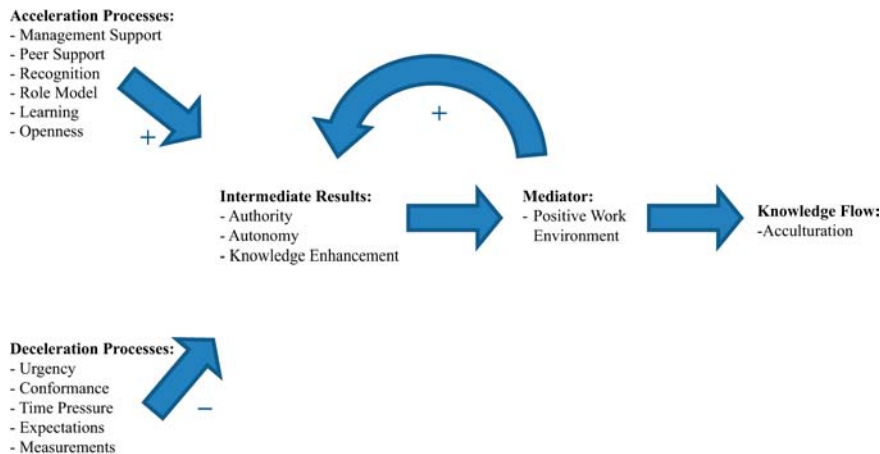 Acceleration Processes:
- Management Support
- Peer Support
- Recognition
- Role Model
- Learning
- Openness
+
+
Intermediate Results:
- Authority
- Autonomy
- Knowledge Enhancement
Mediator:
- Positive Work
Environment
Knowledge Flow:
-Acculturation
Deceleration Processes:
- Urgency
- Conformance
- Time Pressure
- Expectations
- Measurements
–